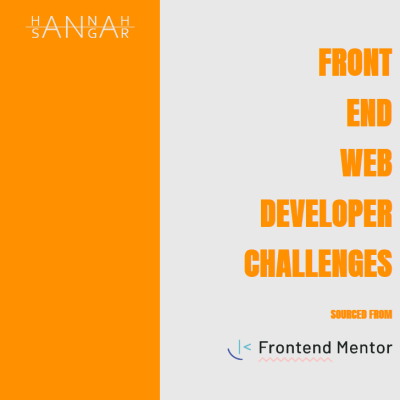 HANNAH
SANGAR
FRONT
END
WEB
DEVELOPER
CHALLENGES
SOURCED FROM
Frontend Mentor